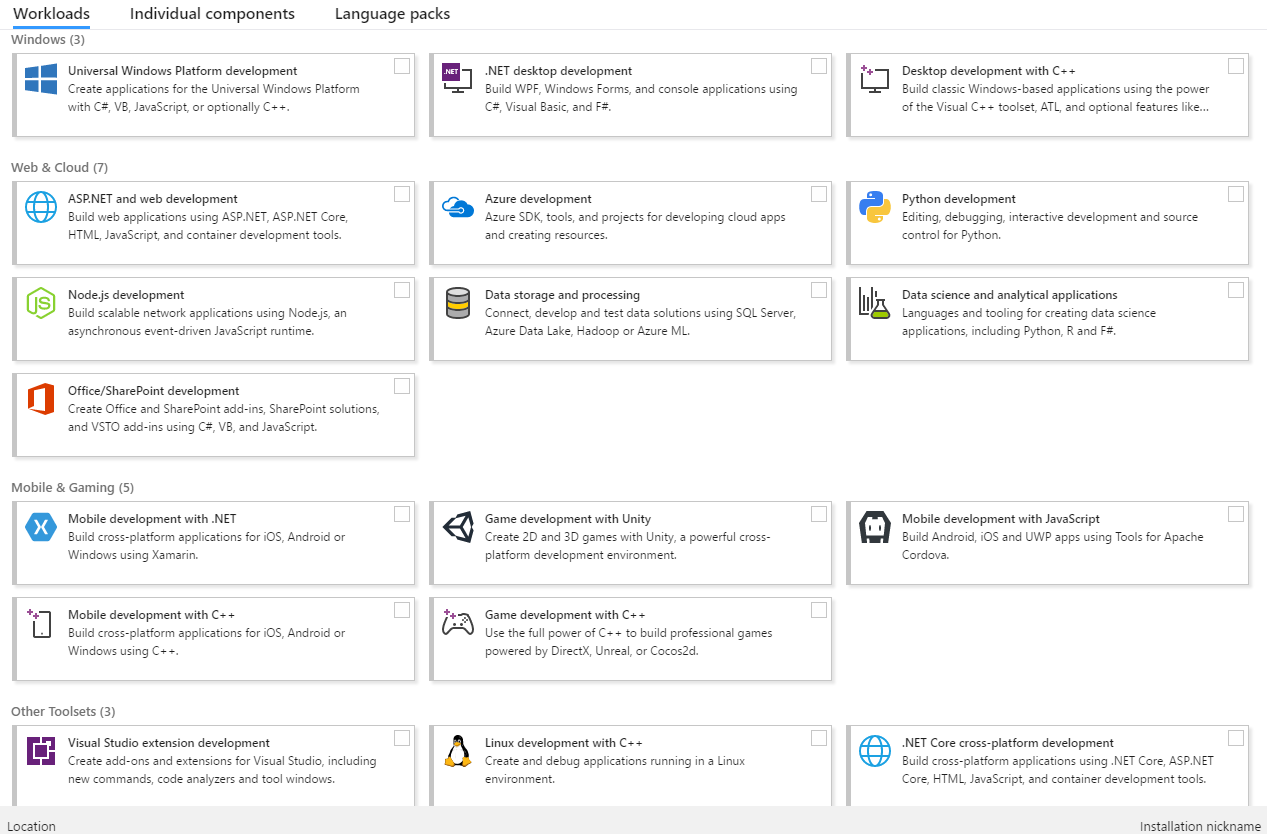 Workloads Individual components Language packs
Windows (3)
Universal Windows Platform development
Create applications for the Universal Windows Platform
with C#, VB, JavaScript, or optionally C++.
.NET
.NET desktop development
Build WPF, Windows Forms, and console applications using
C#, Visual Basic, and F#.
Desktop development with C++
Build classic Windows-based applications using the power
of the Visual C++ toolset, ATL, and optional features like...
Web & Cloud (7)
ASP.NET and web development
Build web applications using ASP.NET, ASP.NET Core,
HTML, JavaScript, and container development tools.
Azure development
Azure SDK, tools, and projects for developing cloud apps
and creating resources.
Python development
Editing, debugging, interactive development and source
control for Python.
JS
Node.js development
Build scalable network applications using Node.js, an
asynchronous event-driven JavaScript runtime.
Data storage and processing
Connect, develop and test data solutions using SQL Server,
Azure Data Lake, Hadoop or Azure ML.
Data science and analytical applications
Languages and tooling for creating data science
applications, including Python, R and F#.
Office/SharePoint development
Create Office and SharePoint add-ins, SharePoint solutions,
and VSTO add-ins using C#, VB, and JavaScript.
Mobile & Gaming (5)
Mobile development with .NET
Build cross-platform applications for iOS, Android or
Windows using Xamarin.
Game development with Unity
Create 2D and 3D games with Unity, a powerful cross-
platform development environment.
Mobile development with JavaScript
Build Android, iOS and UWP apps using Tools for Apache
Cordova.
Mobile development with C++
Build cross-platform applications for iOS, Android or
Windows using C++.
Game development with C++
Use the full power of C++ to build professional games
powered by DirectX, Unreal, or Cocos2d.
Other Toolsets (3)
Visual Studio extension development
Create add-ons and extensions for Visual Studio, including
new commands, code analyzers and tool windows.
Linux development with C++
Create and debug applications running in a Linux
environment.
.NET Core cross-platform development
Build cross-platform applications using .NET Core, ASP.NET
Core, HTML, JavaScript, and container development tools.
Location Installation nickname